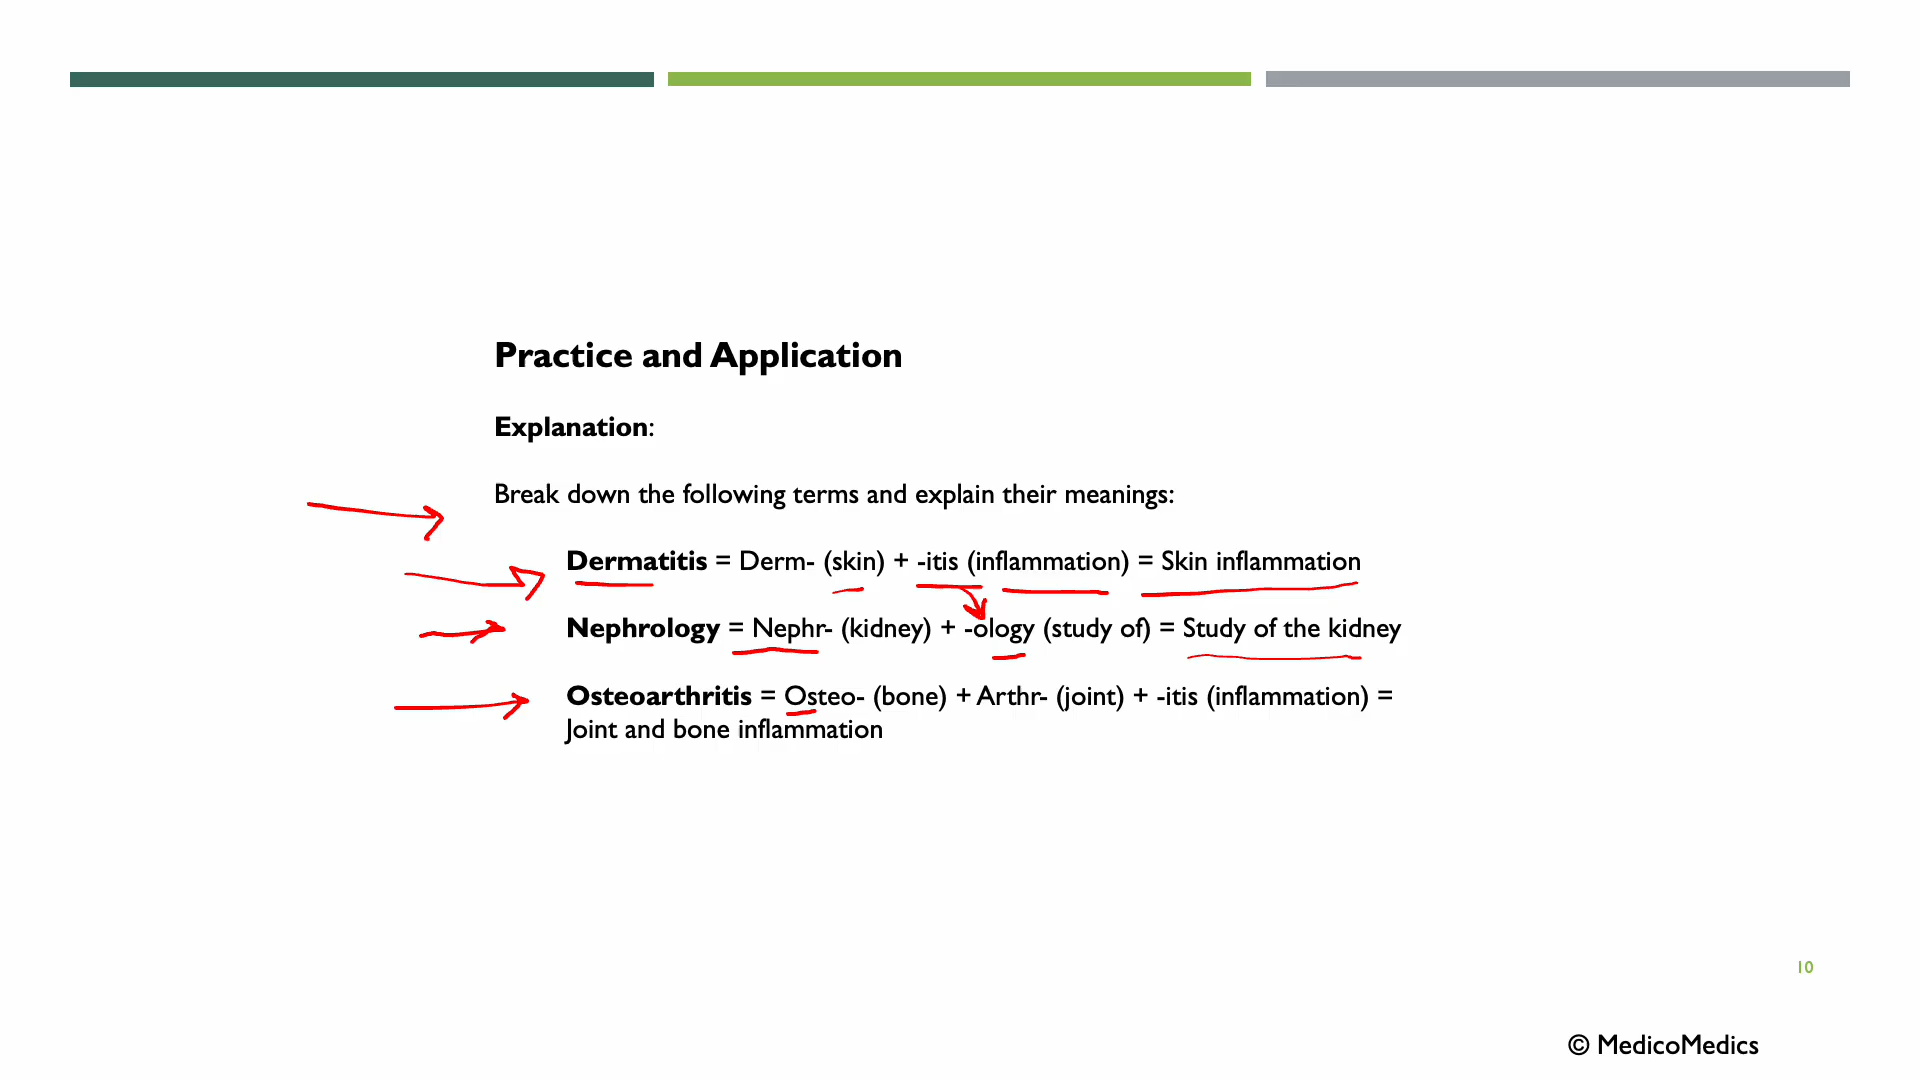 Practice and Application
Explanation:
Break down the following terms and explain their meanings:
Dermatitis = Derm- (skin) + -itis (inflammation) = Skin inflammation
Nephrology = Nephr- (kidney) + -ology (study of) = Study of the kidney
Osteoarthritis = Osteo- (bone) + Arthr- (joint) + -itis (inflammation) =
Joint and bone inflammation
10
© MedicoMedics